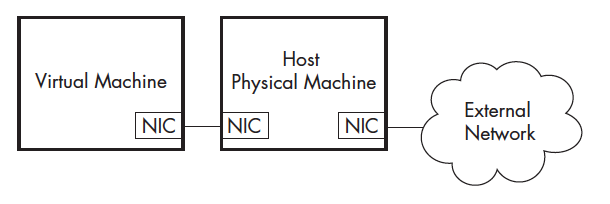 Virtual Machine
NIC
Host
Physical Machine
NIC
NIC
External
Network